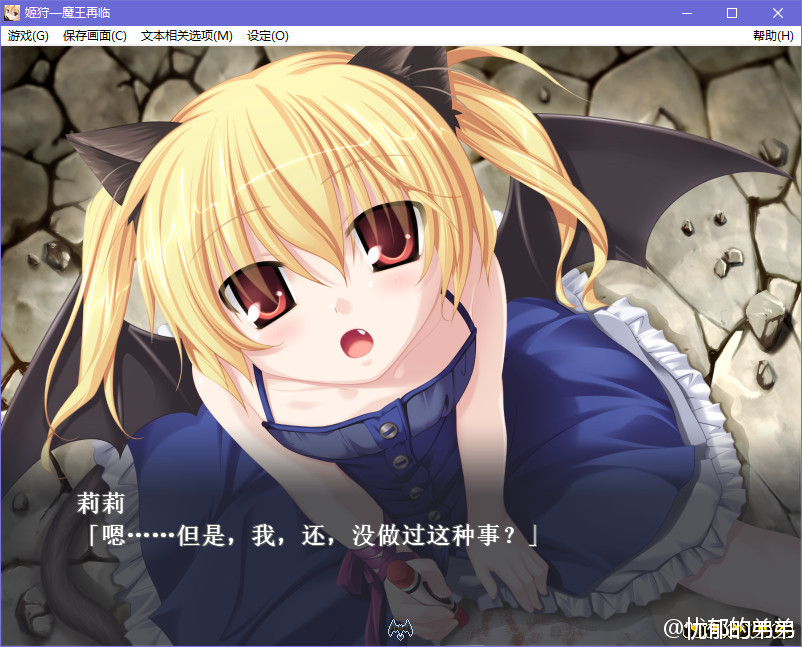 姬狩—魔王再临
游戏(G) 保存画面(C) 文本相关选项(M) 设定(O) 帮助(H)
莉莉
「嗯……但是，我，还，没做过这种事？」
@忧郁的弟弟